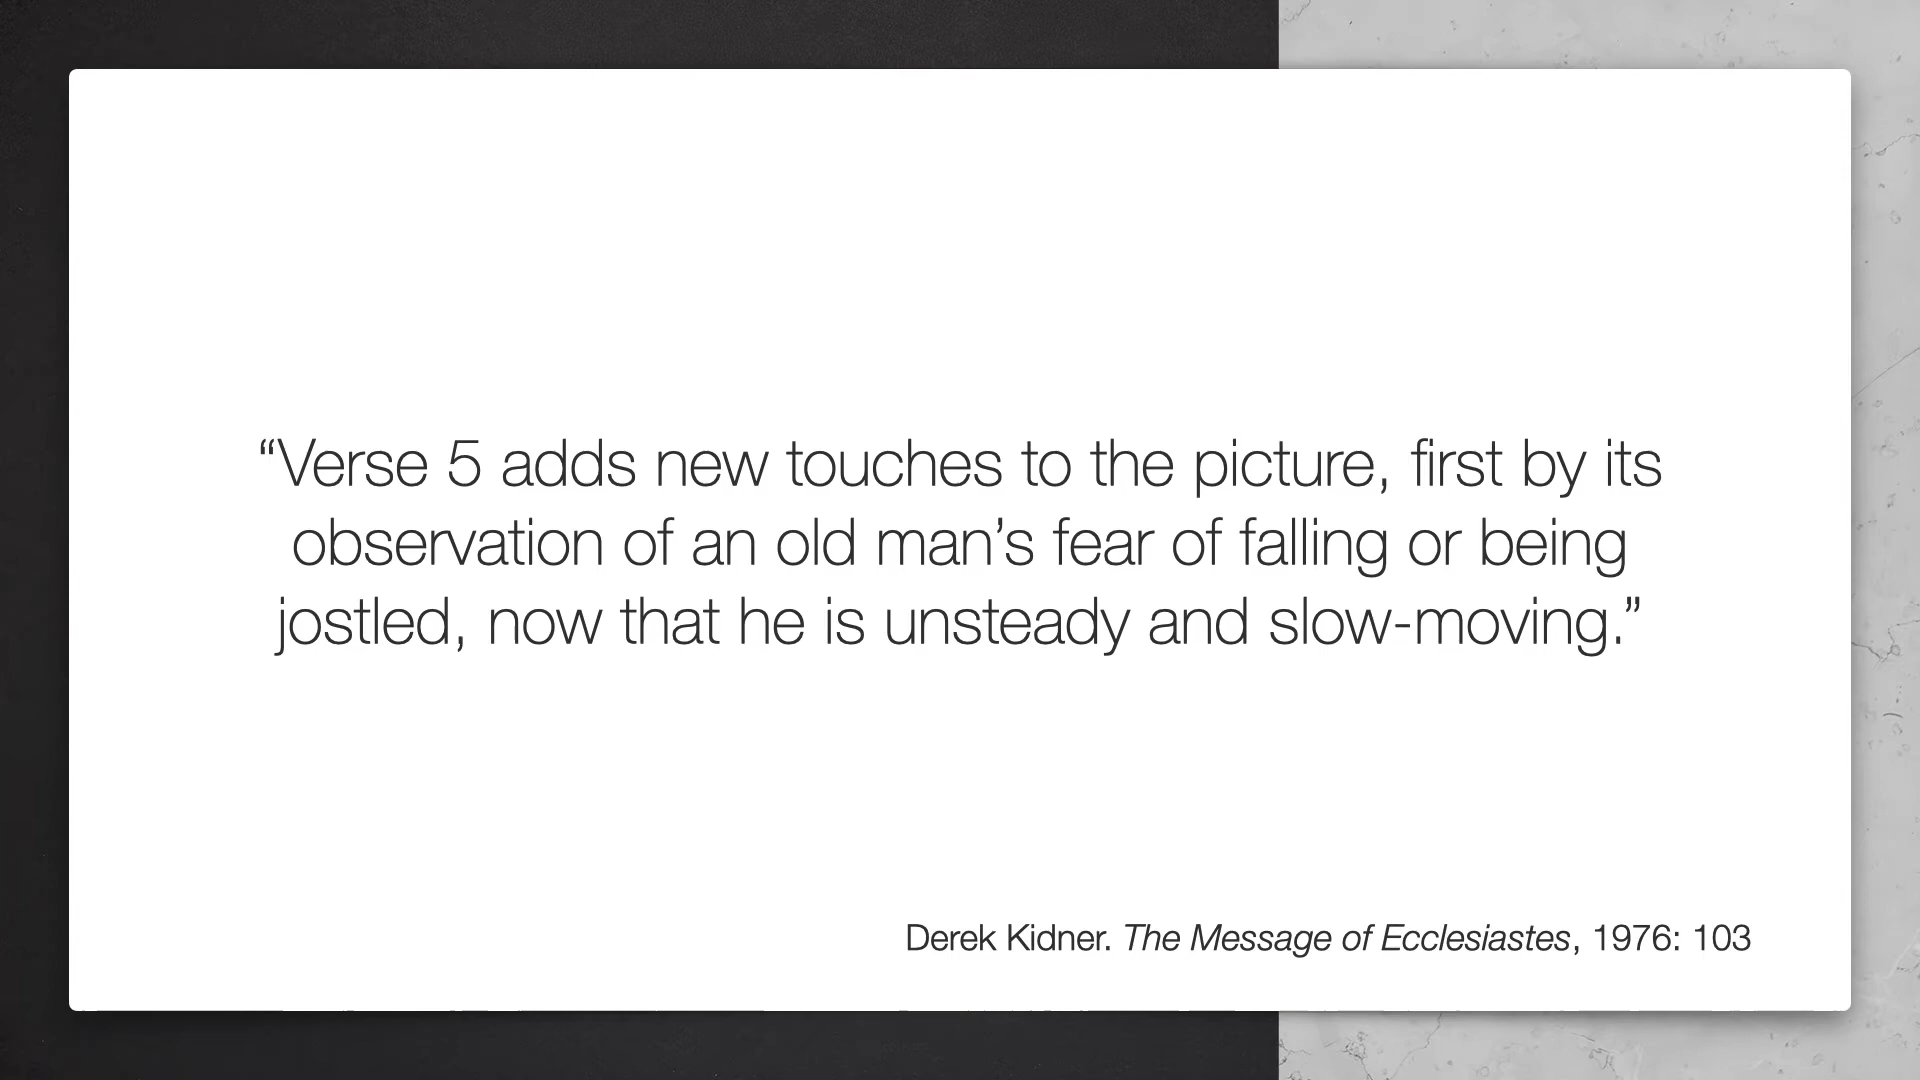 “Verse 5 adds new touches to the picture, first by its
observation of an old man’s fear of falling or being
jostled, now that he is unsteady and slow-moving.”
Derek Kidner. The Message of Ecclesiastes, 1976: 103